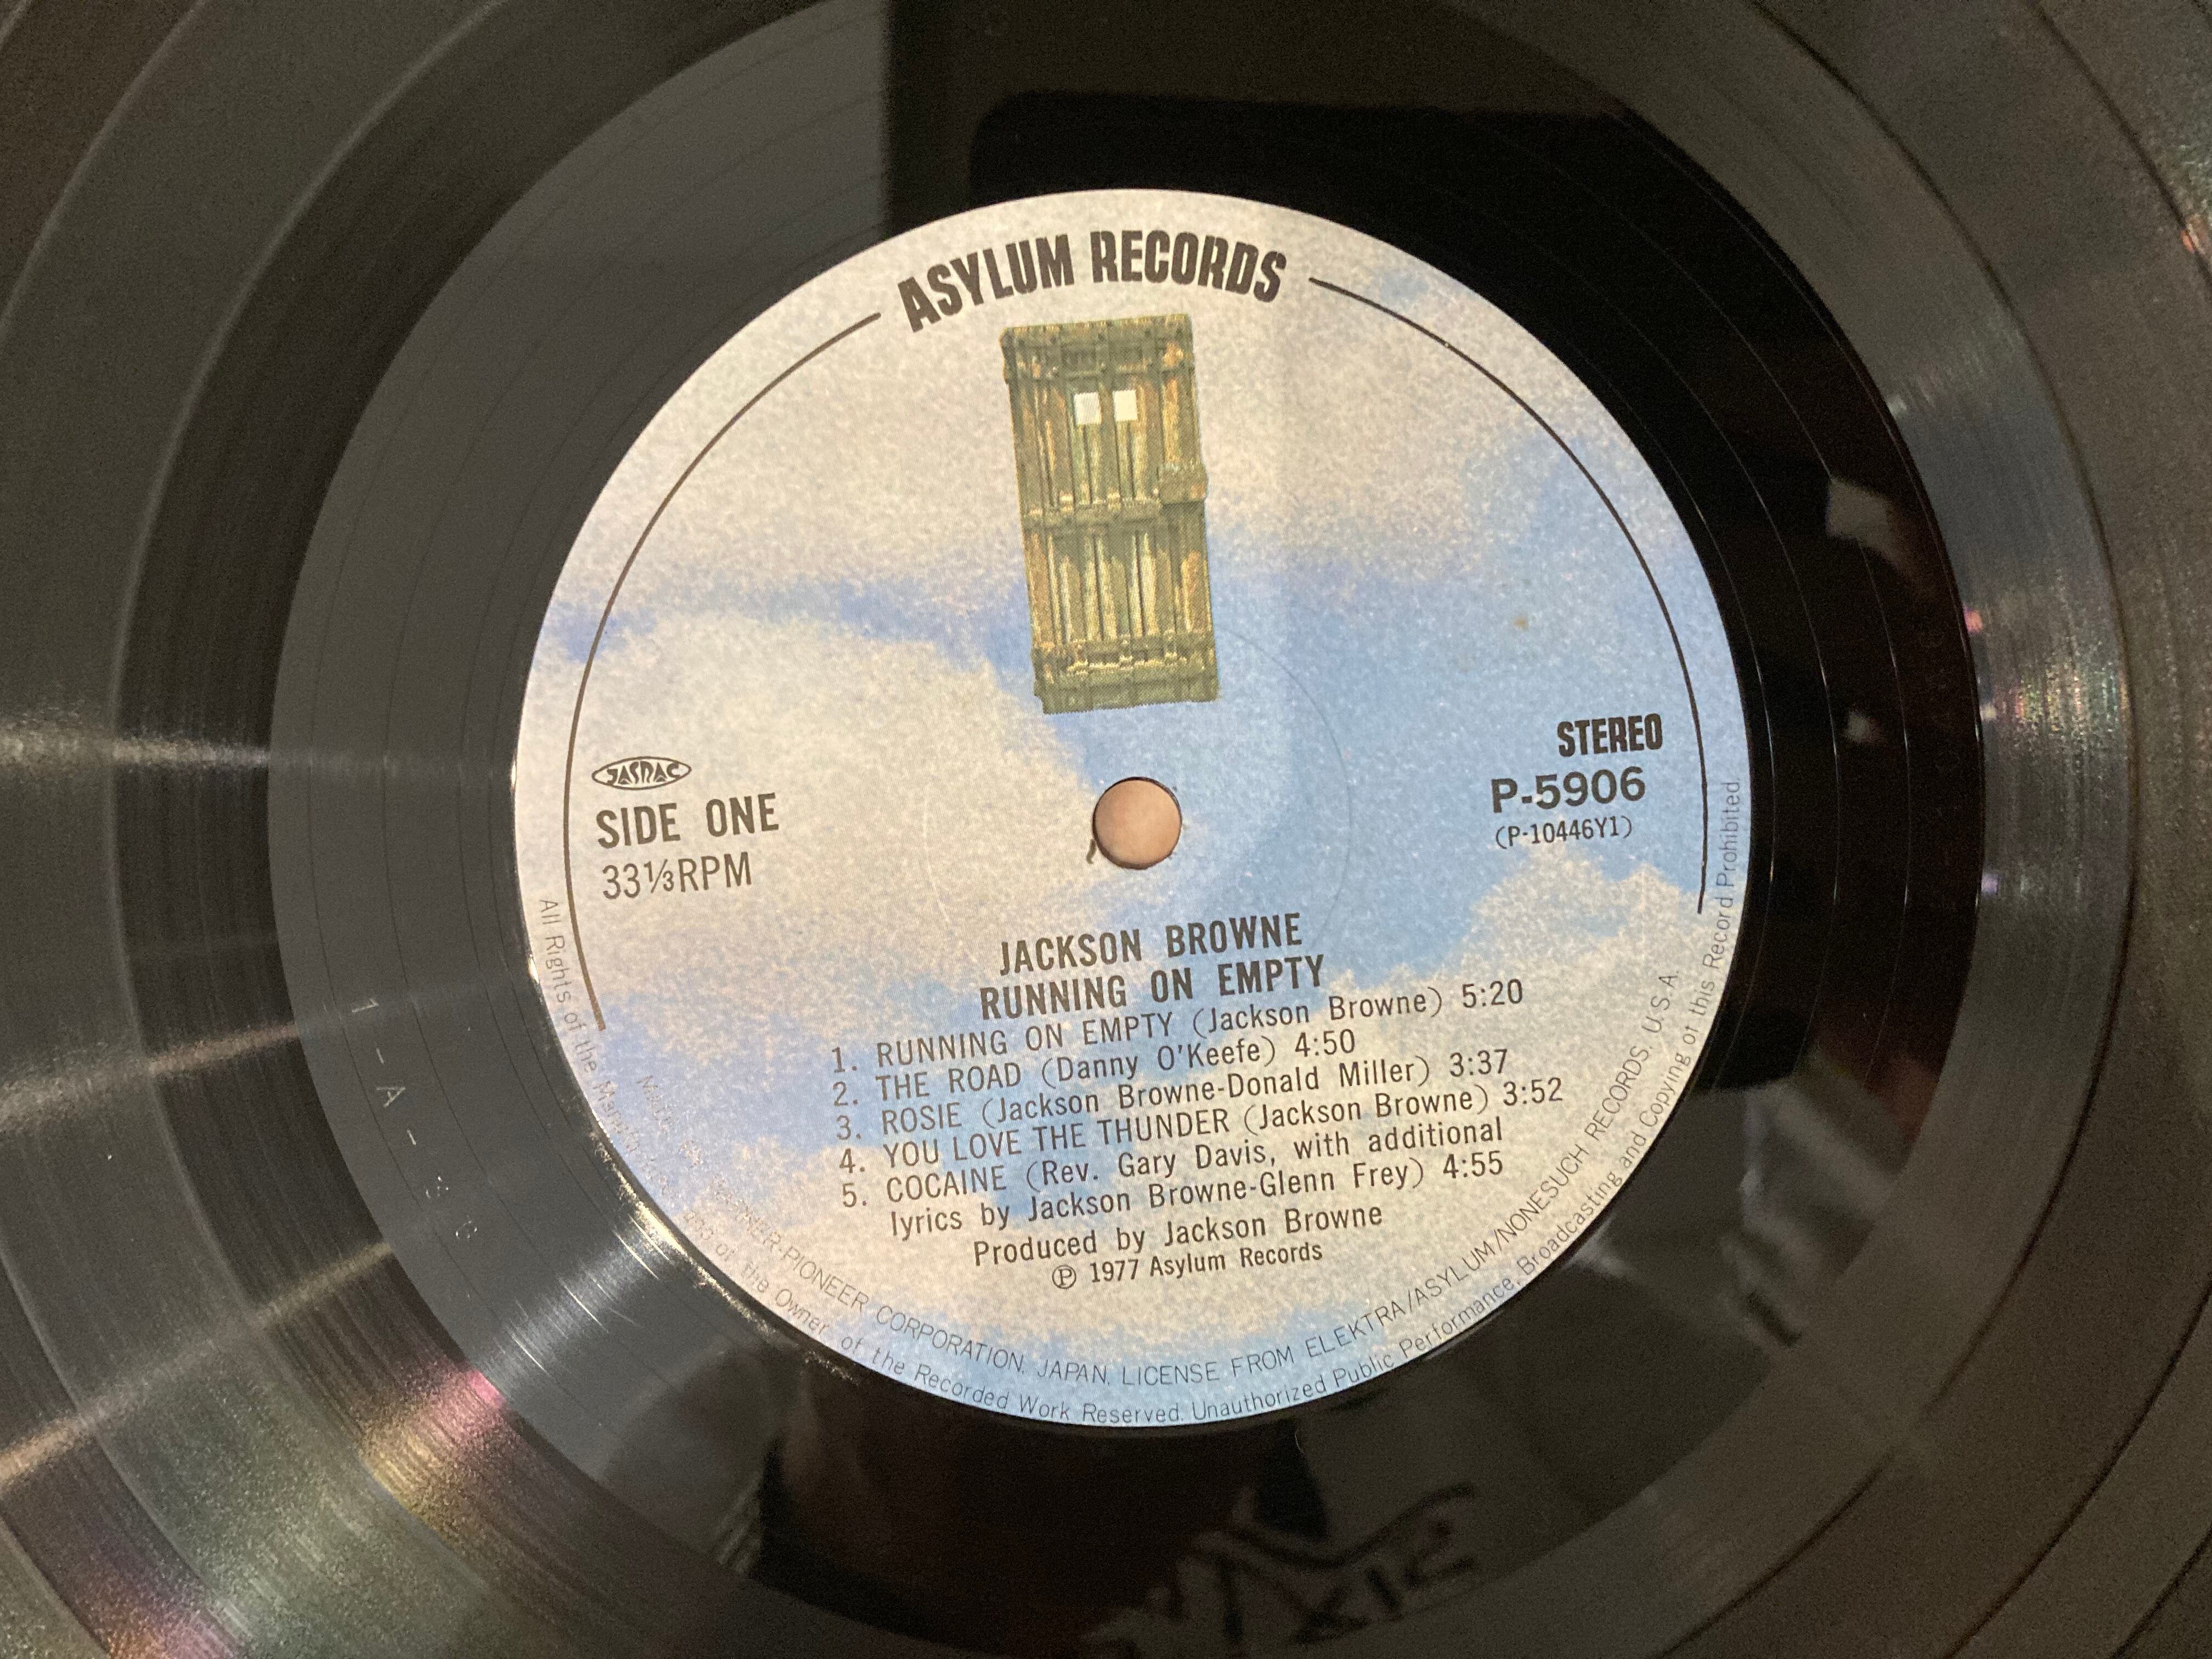 ASYLUM RECORDS
JASRAC
SIDE ONE
33⅓RPM
STEREO
P-5906
(P-10446Y1)
JACKSON BROWNE
RUNNING ON EMPTY
1. RUNNING ON EMPTY (Jackson Browne) 5:20
2. THE ROAD (Danny O'Keefe) 4:50
3. ROSIE (Jackson Browne-Donald Miller) 3:37
4. YOU LOVE THE THUNDER (Jackson Browne) 3:52
5. COCAINE (Rev. Gary Davis, with additional
lyrics by Jackson Browne-Glenn Frey) 4:55
Produced by Jackson Browne
Ⓟ 1977 Asylum Records
WARNER-PIONEER CORPORATION, JAPAN. LICENSE FROM ELEKTRA/ASYLUM/NONESUCH RECORDS, U.S.A.
All Rights of the of the Owner of the Recorded Work Reserved. Unauthorized Public Performance, Broadcasting and Copying of this Record Prohibited.
1-A-3